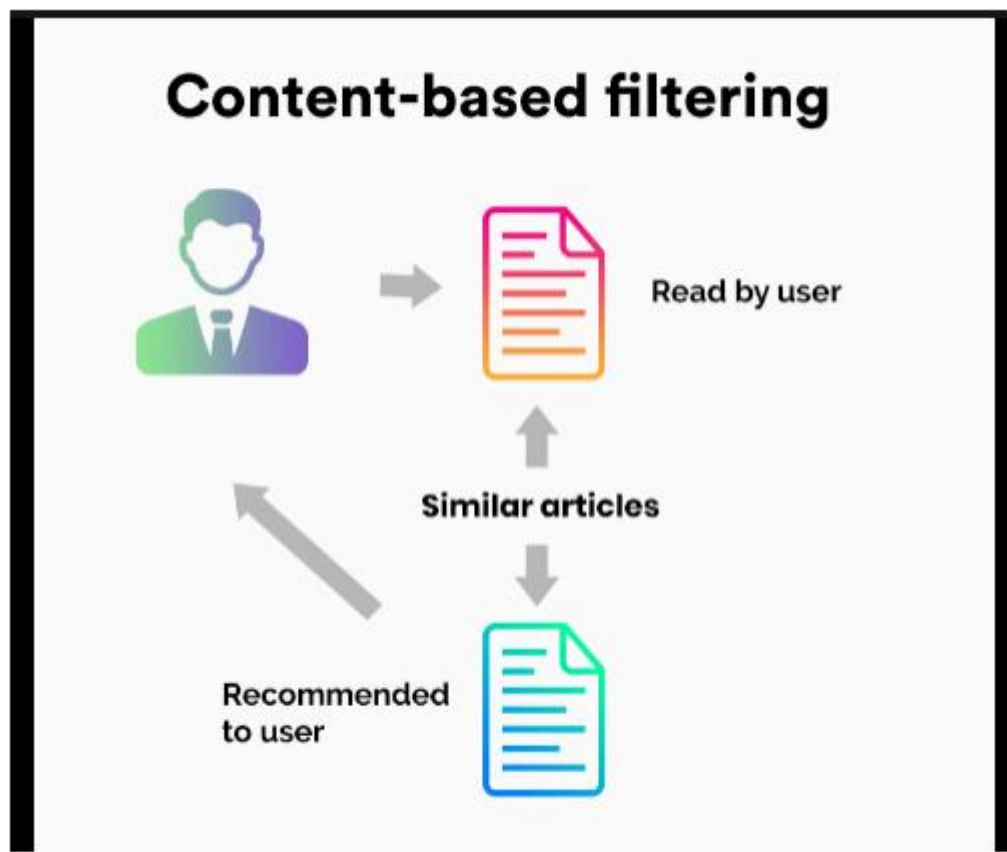 Content-based filtering
Read by user
Similar articles
Recommended
to user